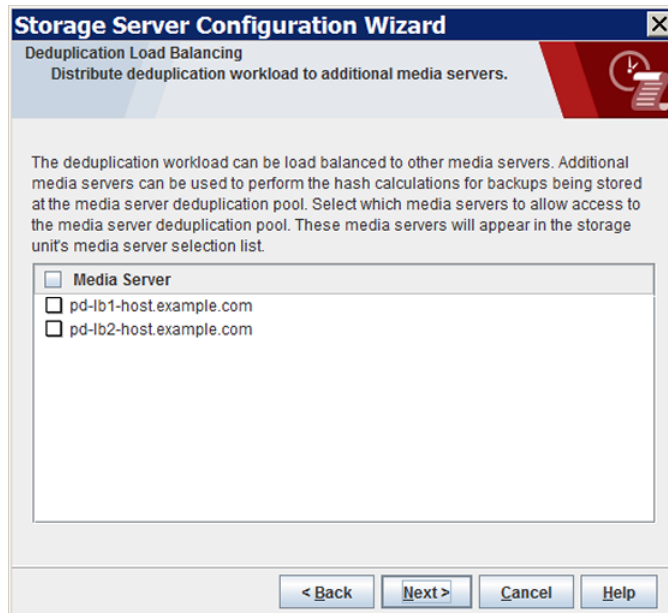 Storage Server Configuration Wizard
Deduplication Load Balancing
Distribute deduplication workload to additional media servers.
The deduplication workload can be load balanced to other media servers. Additional
media servers can be used to perform the hash calculations for backups being stored
at the media server deduplication pool. Select which media servers to allow access to
the media server deduplication pool. These media servers will appear in the storage
unit's media server selection list.
Media Server
pd-lb1-host.example.com
pd-lb2-host.example.com
< Back Next > Cancel Help